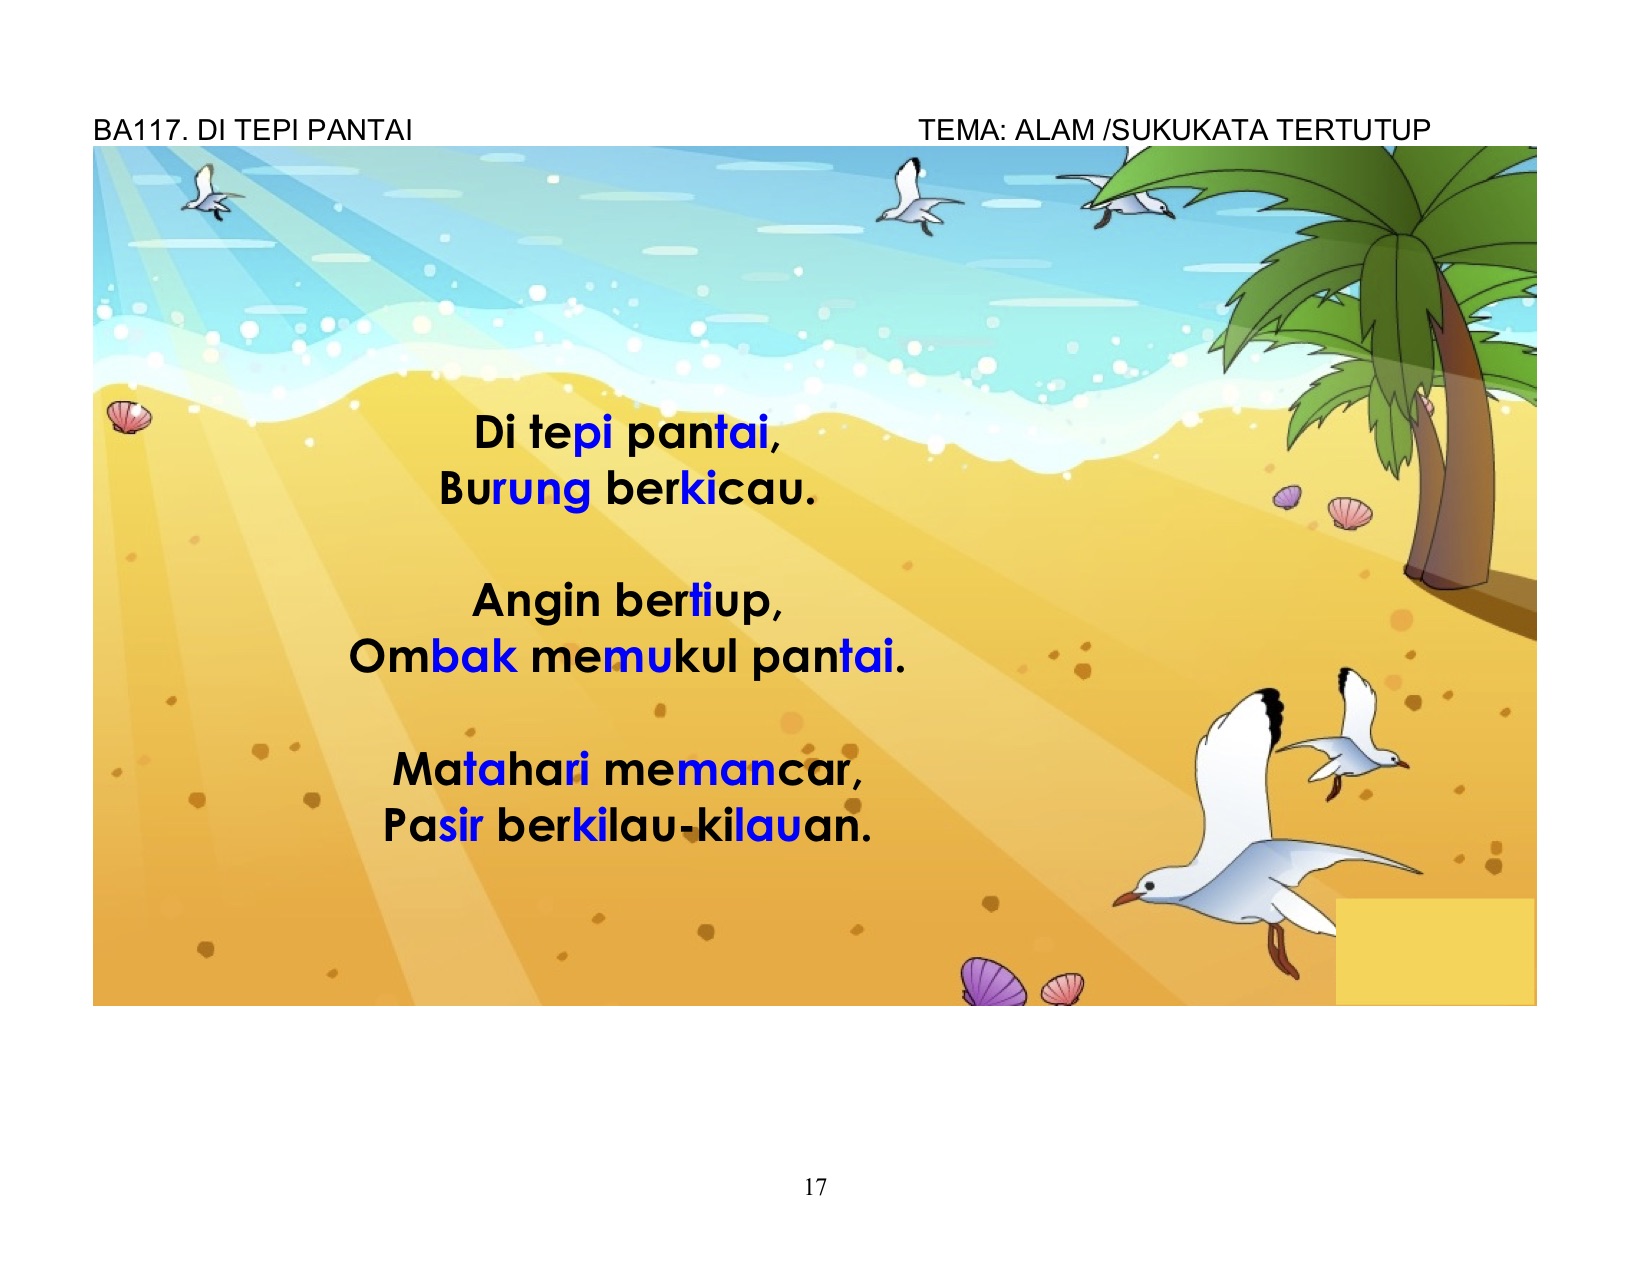 BA117. DI TEPI PANTAI TEMA: ALAM /SUKUKATA TERTUTUP
Di tepi pantai,
Burung berkicau.
Angin bertiup,
Ombak memukul pantai.
Matahari memancar,
Pasir berkilau-kilauan.
17